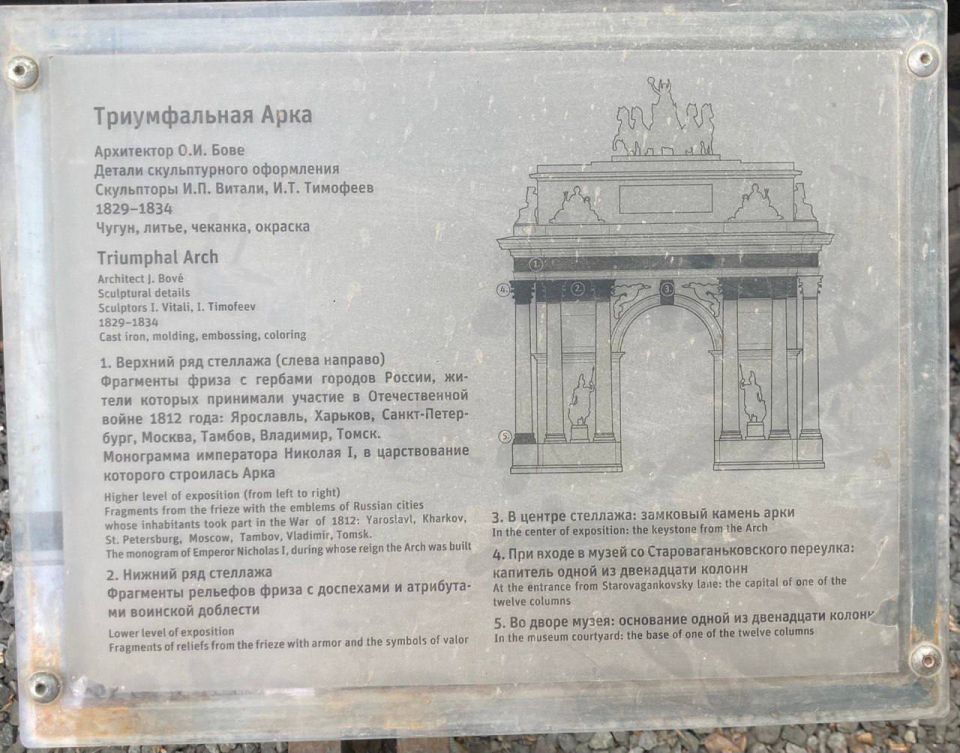 Триумфальная Арка
Архитектор О.И. Бове
Детали скульптурного оформления
Скульпторы И.П. Витали, И.Т. Тимофеев
1829–1834
Чугун, литье, чеканка, окраска
Triumphal Arch
Architect J. Bové
Sculptural details
Sculptors I. Vitali, I. Timofeev
1829–1834
Cast iron, molding, embossing, coloring
1. Верхний ряд стеллажа (слева направо)
Фрагменты фриза с гербами городов России, жи-
тели которых принимали участие в Отечественной
войне 1812 года: Ярославль, Харьков, Санкт-Петер-
бург, Москва, Тамбов, Владимир, Томск.
Монограмма императора Николая I, в царствование
которого строилась Арка
Higher level of exposition (from left to right)
Fragments from the frieze with the emblems of Russian cities
whose inhabitants took part in the War of 1812: Yaroslavl, Kharkov,
St. Petersburg, Moscow, Tambov, Vladimir, Tomsk.
The monogram of Emperor Nicholas I, during whose reign the Arch was built
2. Нижний ряд стеллажа
Фрагменты рельефов фриза с доспехами и атрибута-
ми воинской доблести
Lower level of exposition
Fragments of reliefs from the frieze with armor and the symbols of valor
1.
4.
2.
3.
5.
3. В центре стеллажа: замковый камень арки
In the center of exposition: the keystone from the Arch
4. При входе в музей со Староваганьковского переулка:
капитель одной из двенадцати колонн
At the entrance from Starovagankovsky lane: the capital of one of the
twelve columns
5. Во дворе музея: основание одной из двенадцати колонн
In the museum courtyard: the base of one of the twelve columns